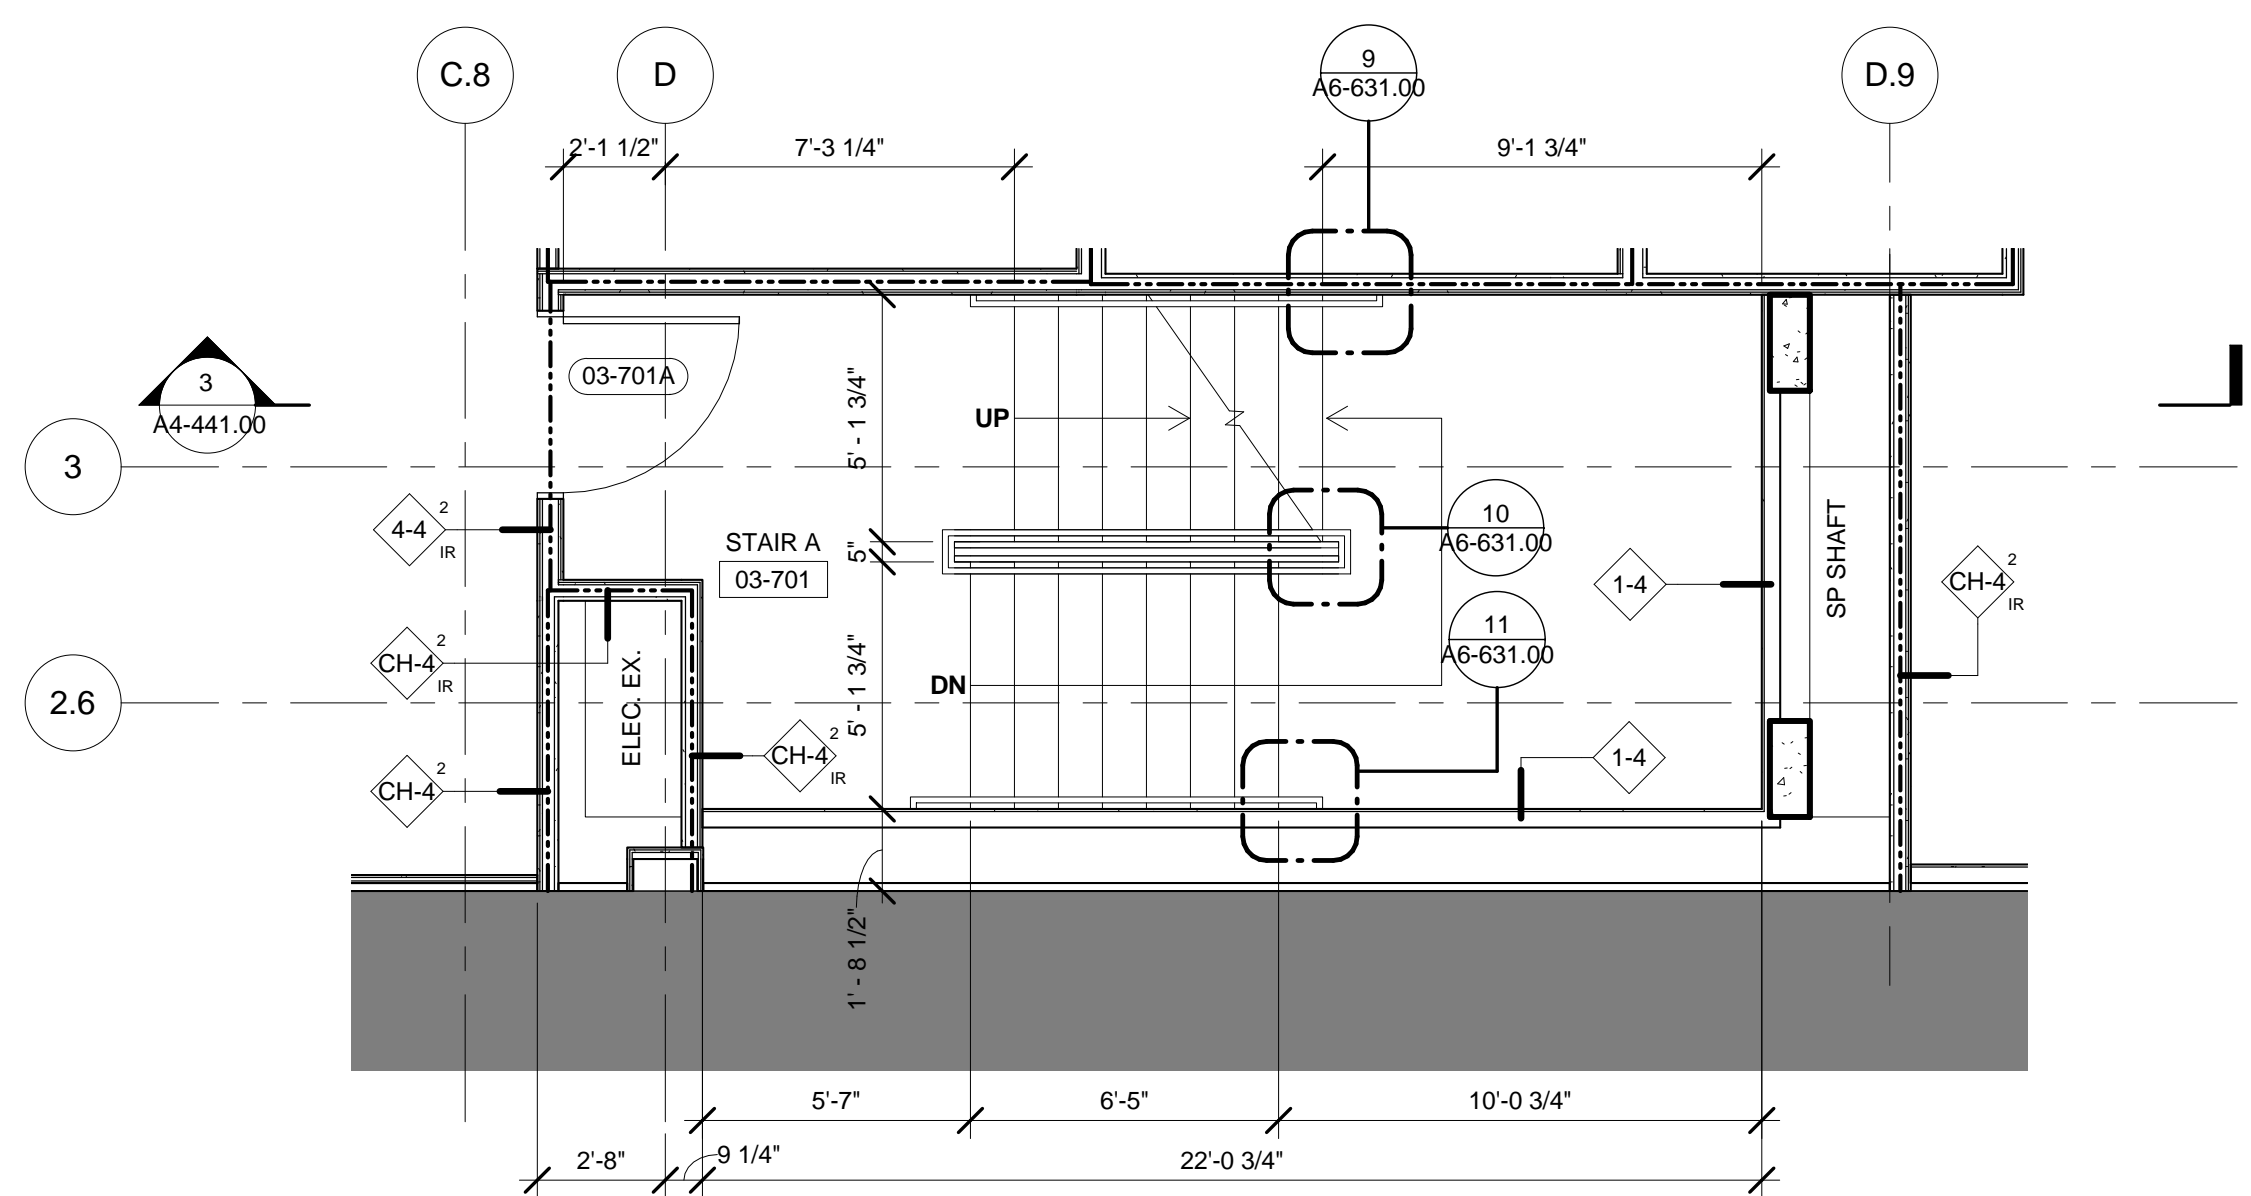 C.8
D
9
A6-631.00
D.9
2'-1 1/2"
7'-3 1/4"
9'-1 3/4"
3
A4-441.00
03-701A
5' - 1 3/4"
UP
3
4-4
2
IR
STAIR A
03-701
5"
10
A6-631.00
1-4
SP SHAFT
CH-4
2
IR
11
A6-631.00
CH-4
2
IR
ELEC. EX.
5' - 1 3/4"
DN
2.6
CH-4
2
IR
1-4
CH-4
2
1' - 8 1/2"
5'-7"
6'-5"
10'-0 3/4"
2'-8"
9 1/4"
22'-0 3/4"